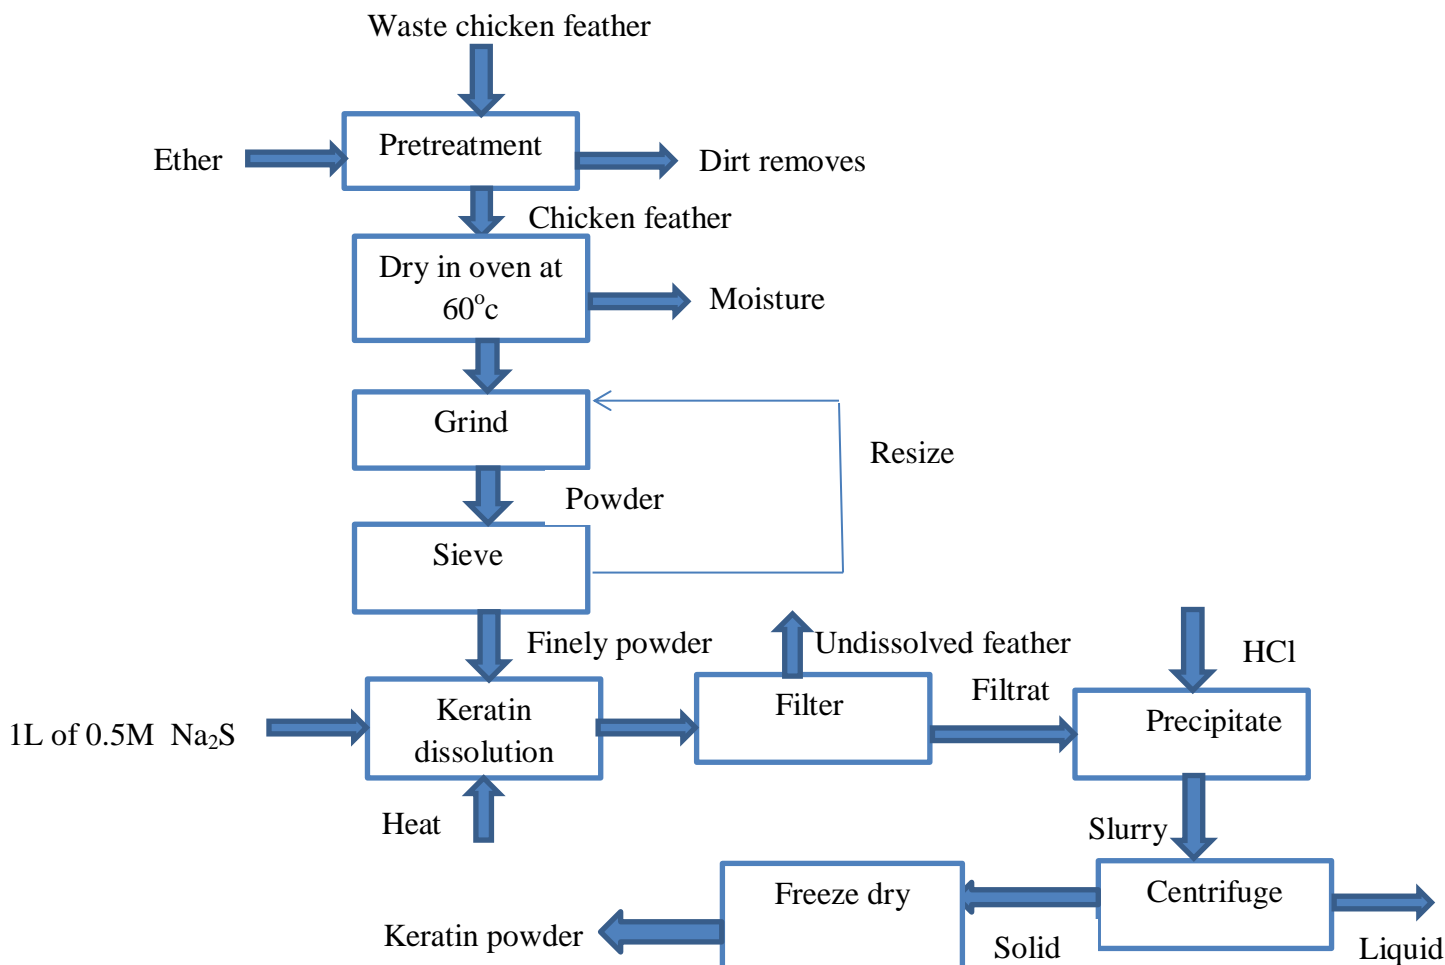 Waste chicken feather
Pretreatment
Ether
Dirt removes
Chicken feather
Dry in oven at
60°c
Moisture
Grind
Resize
Powder
Sieve
Finely powder
Undissolved feather
HCl
Filtrat
Keratin
dissolution
Filter
Precipitate
1L of 0.5M Na₂S
Heat
Slurry
Centrifuge
Freeze dry
Keratin powder
Solid
Liquid